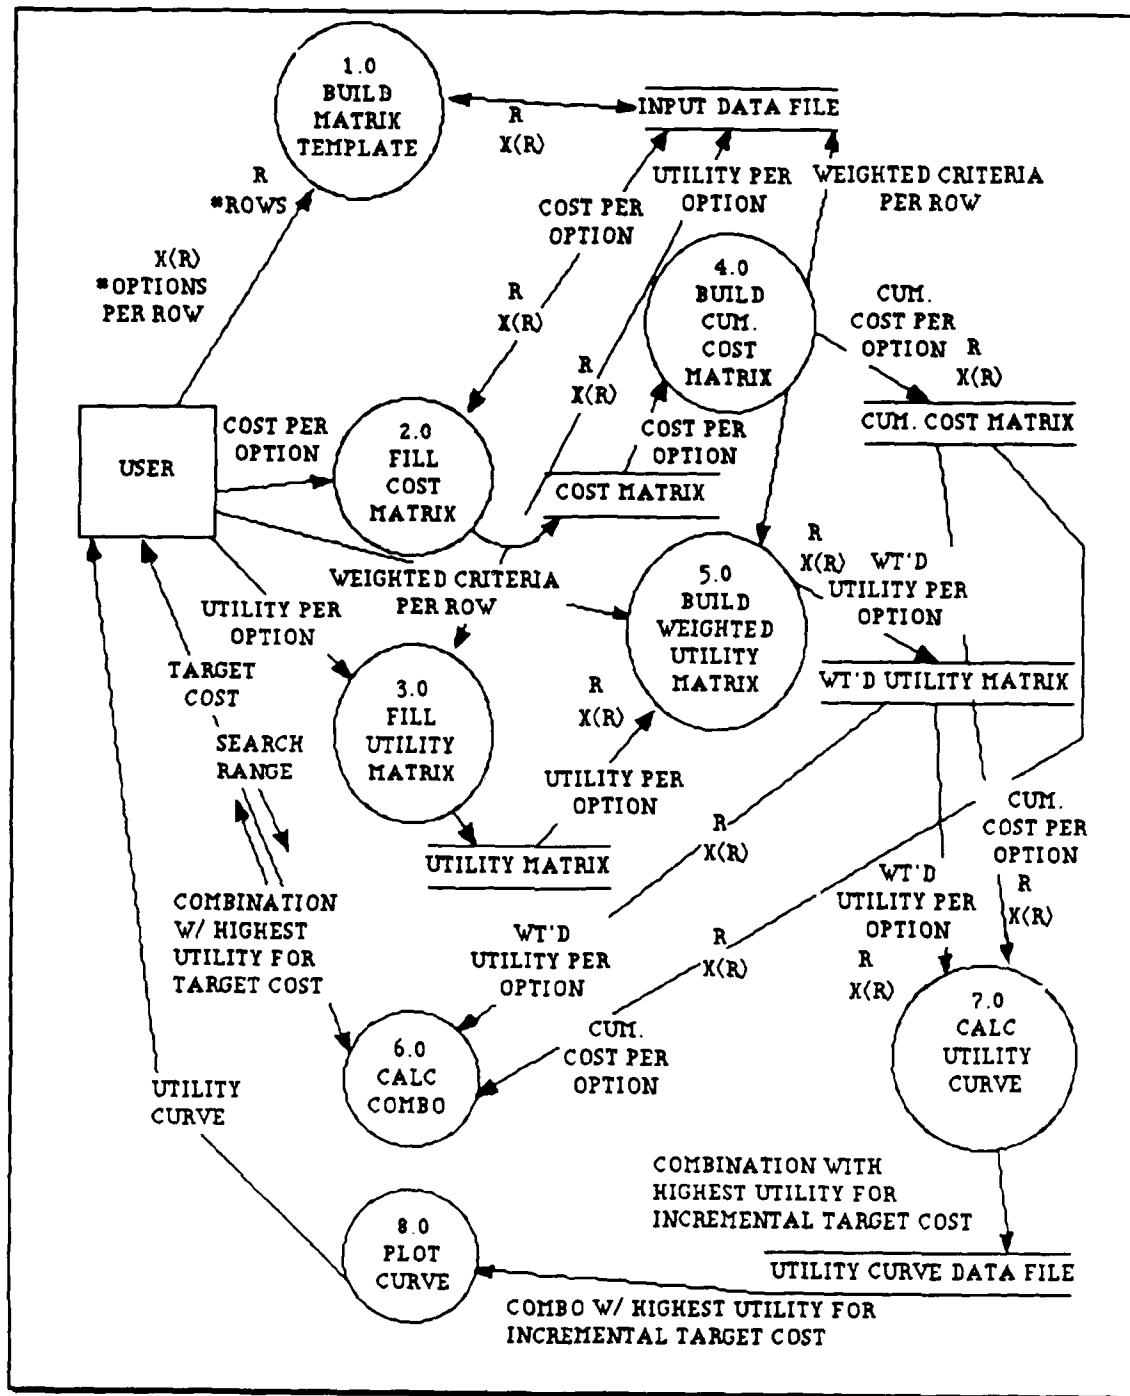 1.0
BUILD
MATRIX
TEMPLATE
R
X(R)
INPUT DATA FILE
R
#ROWS
X(R)
#OPTIONS
PER ROW
COST PER
OPTION
UTILITY PER
OPTION
WEIGHTED CRITERIA
PER ROW
R
X(R)
4.0
BUILD
CUM.
COST
MATRIX
CUM.
COST PER
OPTION
R
X(R)
R
X(R)
CUM. COST MATRIX
USER
COST PER
OPTION
2.0
FILL
COST
MATRIX
COST PER
OPTION
COST MATRIX
WEIGHTED CRITERIA
PER ROW
UTILITY PER
OPTION
5.0
BUILD
WEIGHTED
UTILITY
MATRIX
R
X(R)
WT'D
UTILITY PER
OPTION
WT'D UTILITY MATRIX
TARGET
COST
SEARCH
RANGE
3.0
FILL
UTILITY
MATRIX
R
X(R)
UTILITY PER
OPTION
UTILITY MATRIX
R
X(R)
CUM.
COST PER
OPTION
R
X(R)
WT'D
UTILITY PER
OPTION
R
X(R)
COMBINATION
W/ HIGHEST
UTILITY FOR
TARGET COST
WT'D
UTILITY PER
OPTION
R
X(R)
CUM.
COST PER
OPTION
6.0
CALC
COMBO
7.0
CALC
UTILITY
CURVE
UTILITY
CURVE
COMBINATION WITH
HIGHEST UTILITY FOR
INCREMENTAL TARGET COST
8.0
PLOT
CURVE
UTILITY CURVE DATA FILE
COMBO W/ HIGHEST UTILITY FOR
INCREMENTAL TARGET COST